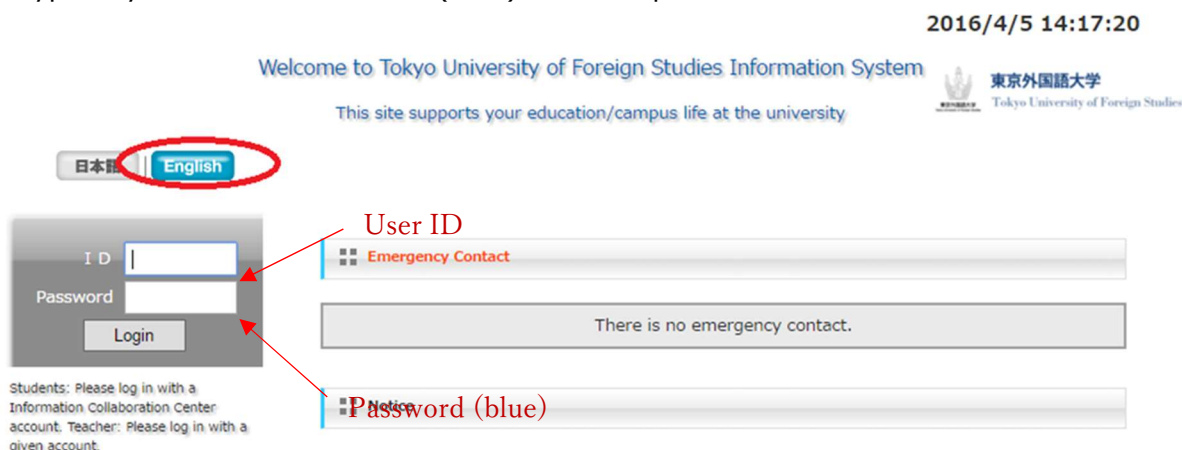 2016/4/5 14:17:20
Welcome to Tokyo University of Foreign Studies Information System
東京外国語大学
Tokyo University of Foreign Studies
This site supports your education/campus life at the university
日本語 | English
User ID
I D
Emergency Contact
Password
There is no emergency contact.
Login
Students: Please log in with a
Information Collaboration Center
account. Teacher: Please log in with a
given account.
Notice
Password (blue)